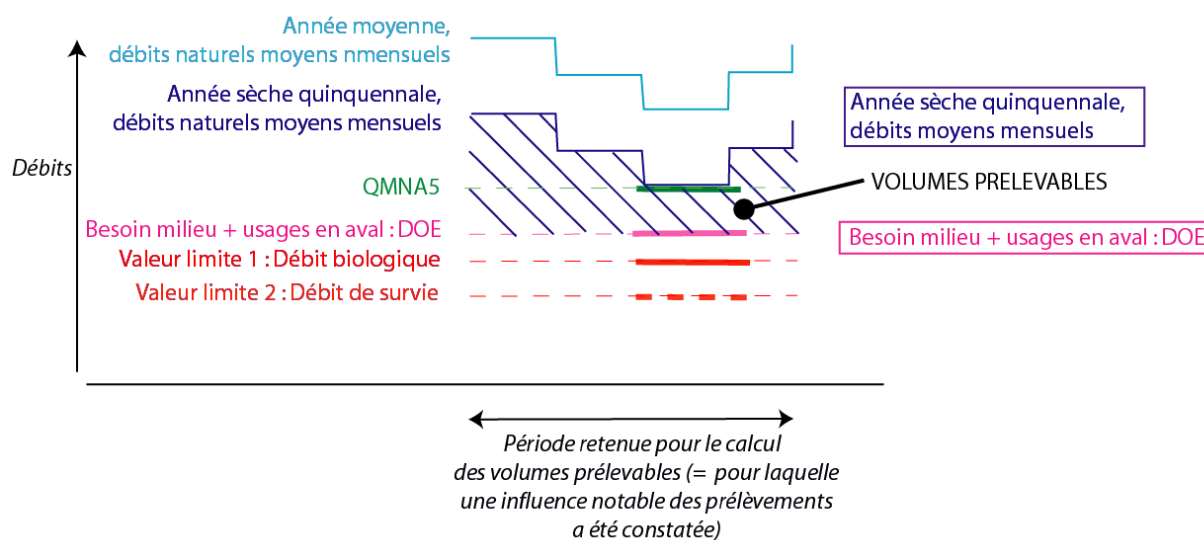 Année moyenne,
débits naturels moyens nmensuels
Année sèche quinquennale,
débits naturels moyens mensuels
Année sèche quinquennale,
débits moyens mensuels
Débits
QMNA5
VOLUMES PRELEVABLES
Besoin milieu + usages en aval : DOE
Besoin milieu + usages en aval : DOE
Valeur limite 1 : Débit biologique
Valeur limite 2 : Débit de survie
Période retenue pour le calcul
des volumes prélevables (= pour laquelle
une influence notable des prélèvements
a été constatée)